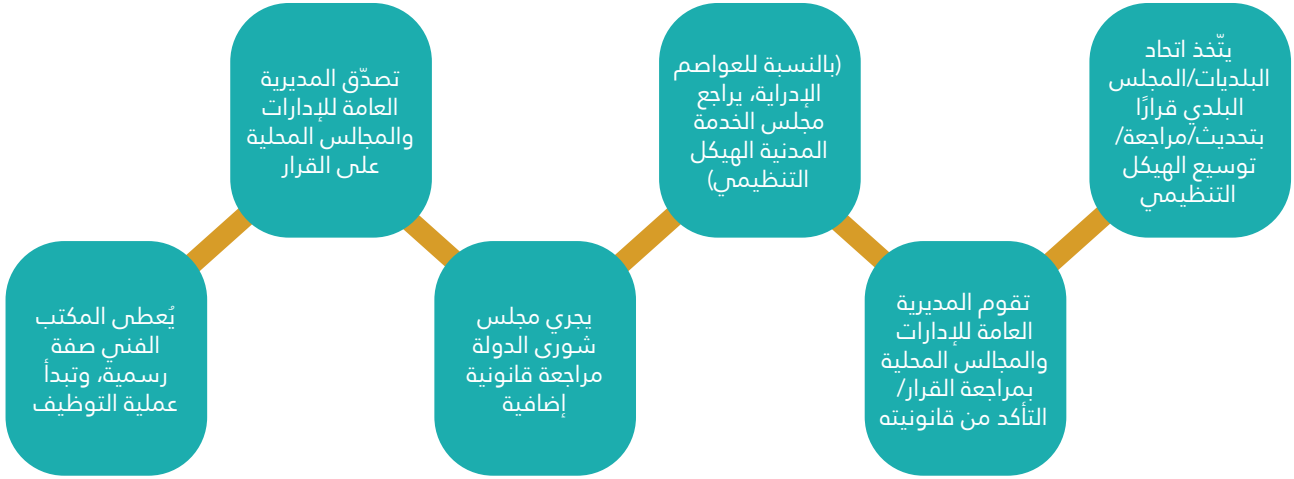 يتّخذ اتحاد
البلديات/المجلس
البلدي قرارًا
بتحديث/مراجعة/
توسيع الهيكل
التنظيمي
تقوم المديرية
العامة للإدارات
والمجالس المحلية
بمراجعة القرار/
التأكد من قانونيته
(بالنسبة للعواصم
الإدراية، يراجع
مجلس الخدمة
المدنية الهيكل
التنظيمي)
يجري مجلس
شورى الدولة
مراجعة قانونية
إضافية
تصدّق المديرية
العامة للإدارات
والمجالس المحلية
على القرار
يُعطى المكتب
الفني صفة
رسمية، وتبدأ
عملية التوظيف